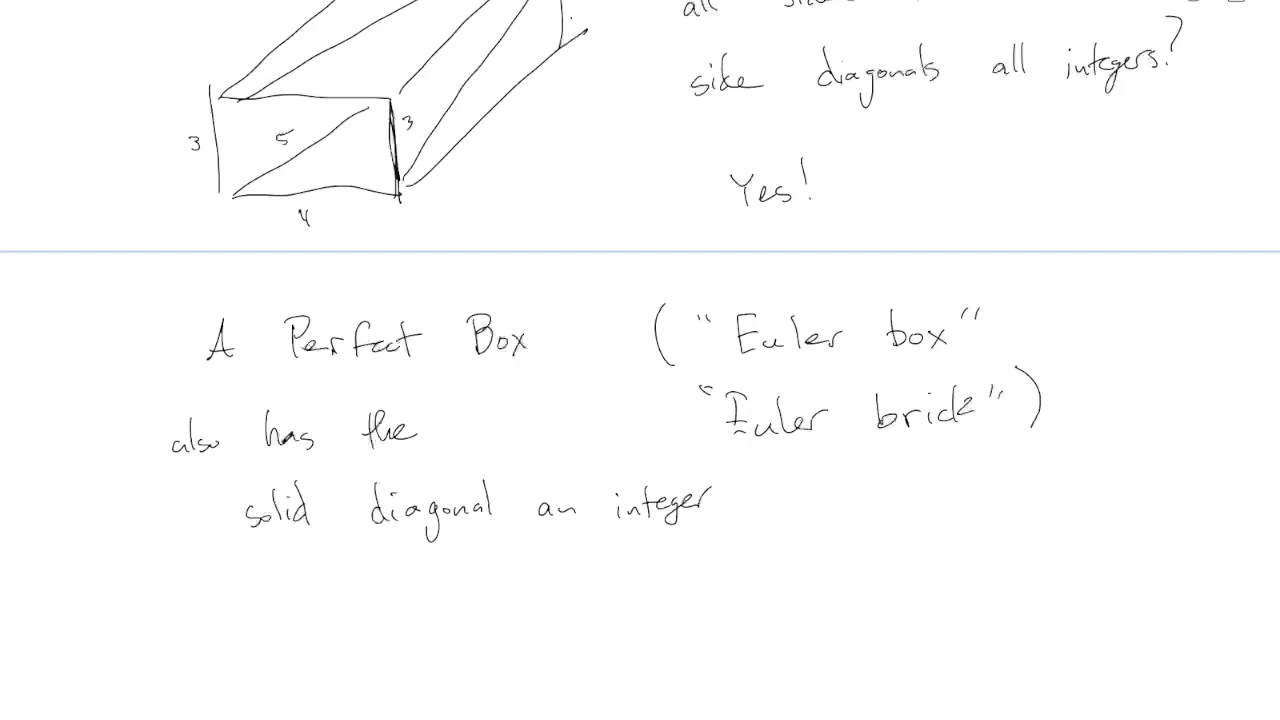 all
side diagonals all integers?
3
5
3
4
Yes!
A Perfect Box ("Euler box"
"Euler brick")
also has the
solid diagonal an integer